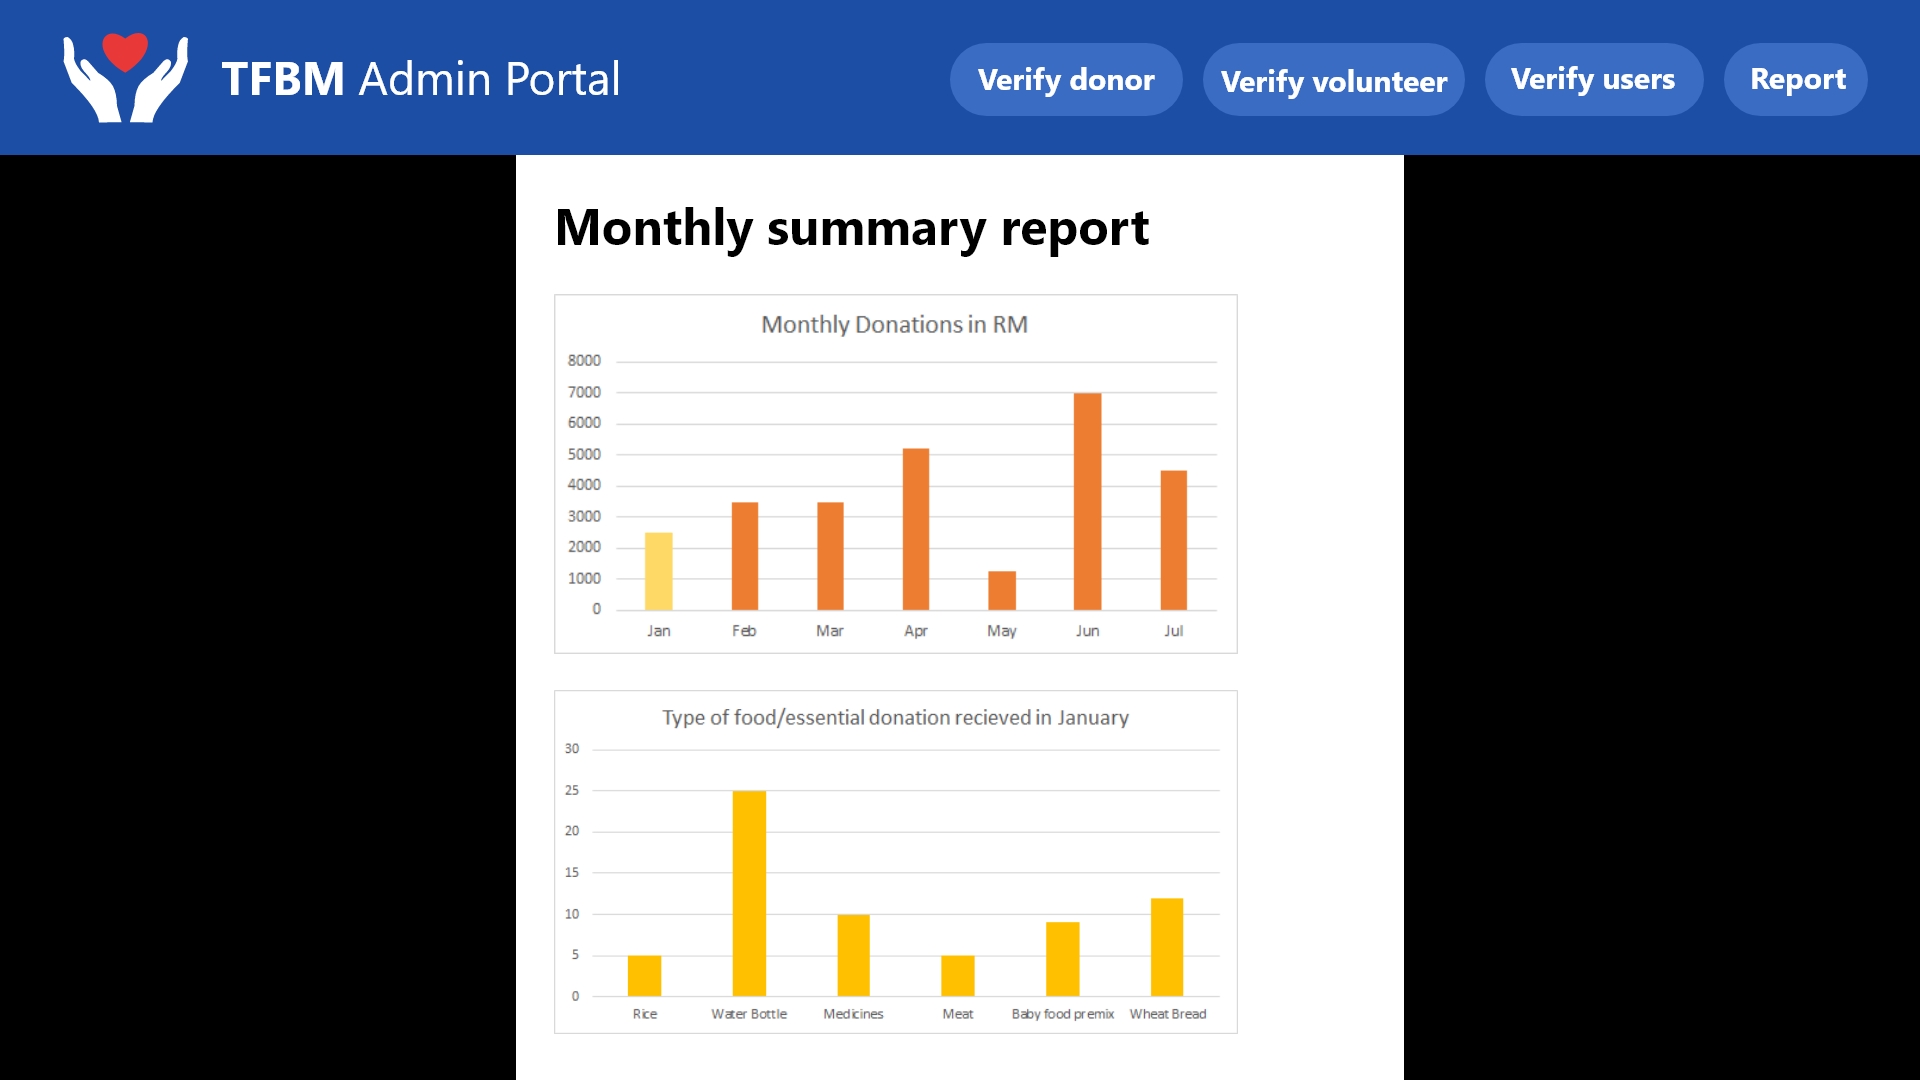 TFBM Admin Portal
Verify donor
Verify volunteer
Verify users
Report
Monthly summary report
Monthly Donations in RM
8000
7000
6000
5000
4000
3000
2000
1000
0
Jan Feb Mar Apr May Jun Jul
Type of food/essential donation recieved in January
30
25
20
15
10
5
0
Rice Water Bottle Medicines Meat Baby food premix Wheat Bread